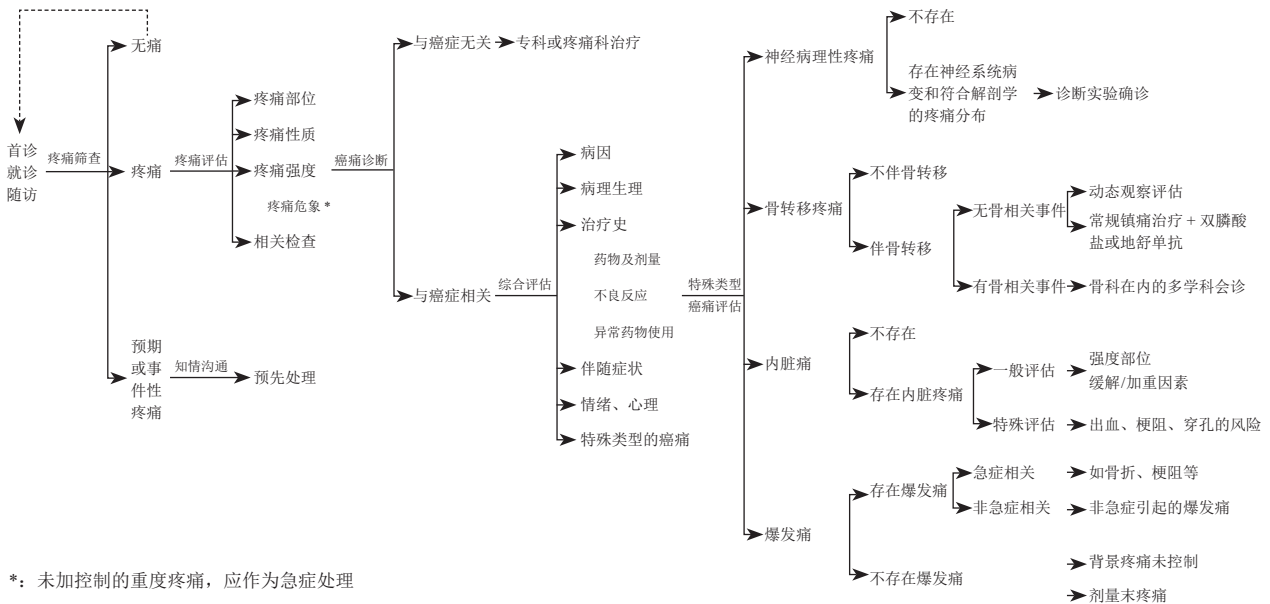 首诊
就诊
随访
疼痛筛查
无痛
疼痛
预期
或事
件性
疼痛
疼痛评估
知情沟通
预先处理
疼痛部位
疼痛性质
疼痛强度
疼痛危象*
相关检查
癌痛诊断
与癌症无关
专科或疼痛科治疗
与癌症相关
综合评估
病因
病理生理
治疗史
药物及剂量
不良反应
异常药物使用
伴随症状
情绪、心理
特殊类型的癌痛
特殊类型
癌痛评估
神经病理性疼痛
不存在
存在神经系统病
变和符合解剖学
的疼痛分布
诊断实验确诊
骨转移疼痛
不伴骨转移
伴骨转移
无骨相关事件
动态观察评估
常规镇痛治疗 + 双膦酸
盐或地舒单抗
有骨相关事件
骨科在内的多学科会诊
内脏痛
不存在
存在内脏疼痛
一般评估
强度部位
缓解/加重因素
特殊评估
出血、梗阻、穿孔的风险
爆发痛
存在爆发痛
急症相关
如骨折、梗阻等
非急症相关
非急症引起的爆发痛
不存在爆发痛
背景疼痛未控制
剂量末疼痛
*：未加控制的重度疼痛，应作为急症处理